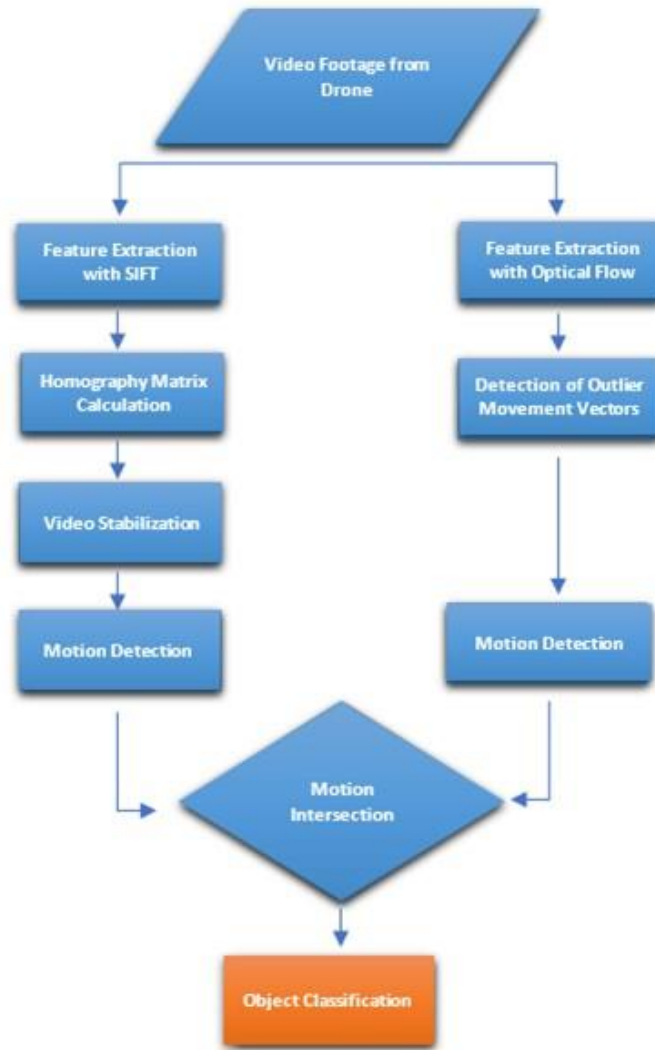 Video Footage from
Drone
Feature Extraction
with SIFT
Feature Extraction
with Optical Flow
Homography Matrix
Calculation
Detection of Outlier
Movement Vectors
Video Stabilization
Motion Detection
Motion Detection
Motion
Intersection
Object Classification